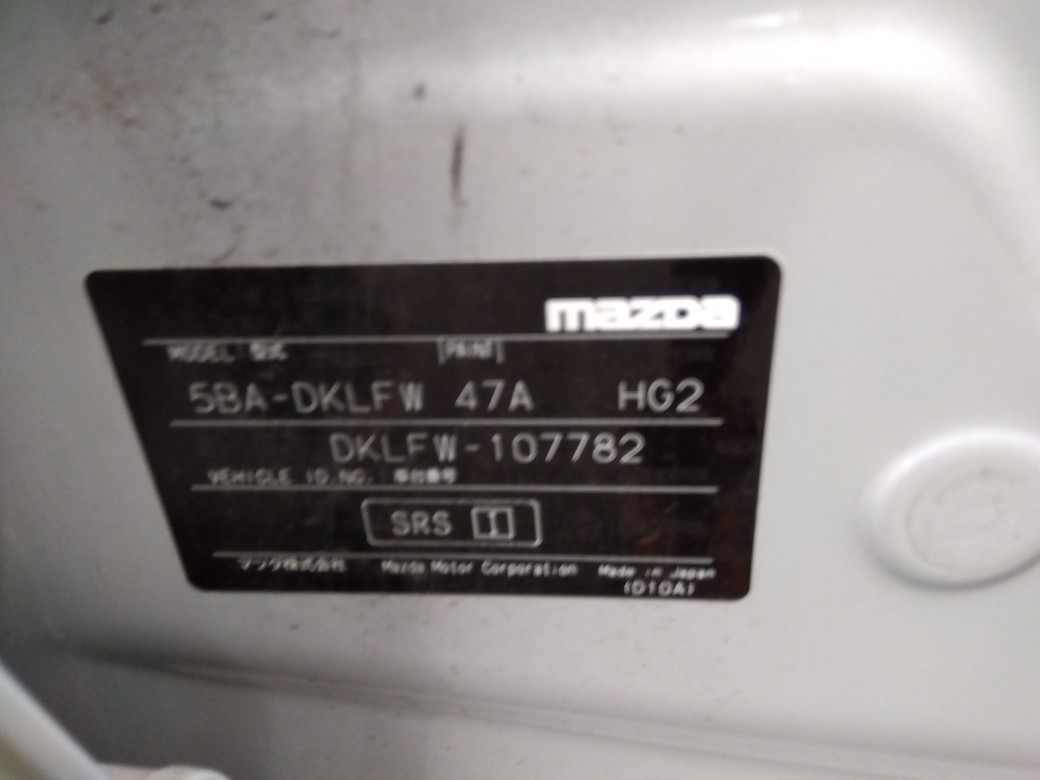 mazda
MODEL : 型式 [PAINT]
5BA-DKLFW 47A HG2
DKLFW-107782
VEHICLE ID.NO. : 車台番号
SRS
マツダ株式会社 Mazda Motor Corporation Made in Japan
(D10A)